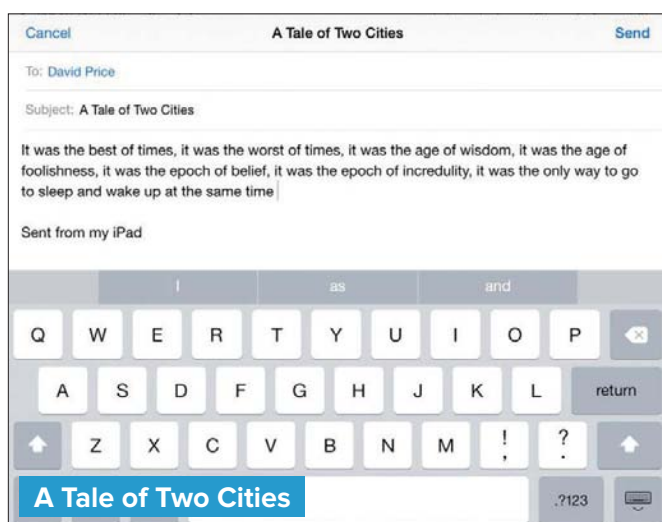 Cancel A Tale of Two Cities Send
To: David Price
Subject: A Tale of Two Cities
It was the best of times, it was the worst of times, it was the age of wisdom, it was the age of
foolishness, it was the epoch of belief, it was the epoch of incredulity, it was the only way to go
to sleep and wake up at the same time
Sent from my iPad
I as and
Q W E R T Y U I O P
A S D F G H J K L return
Z X C V B N M ! , ? .
A Tale of Two Cities .?123